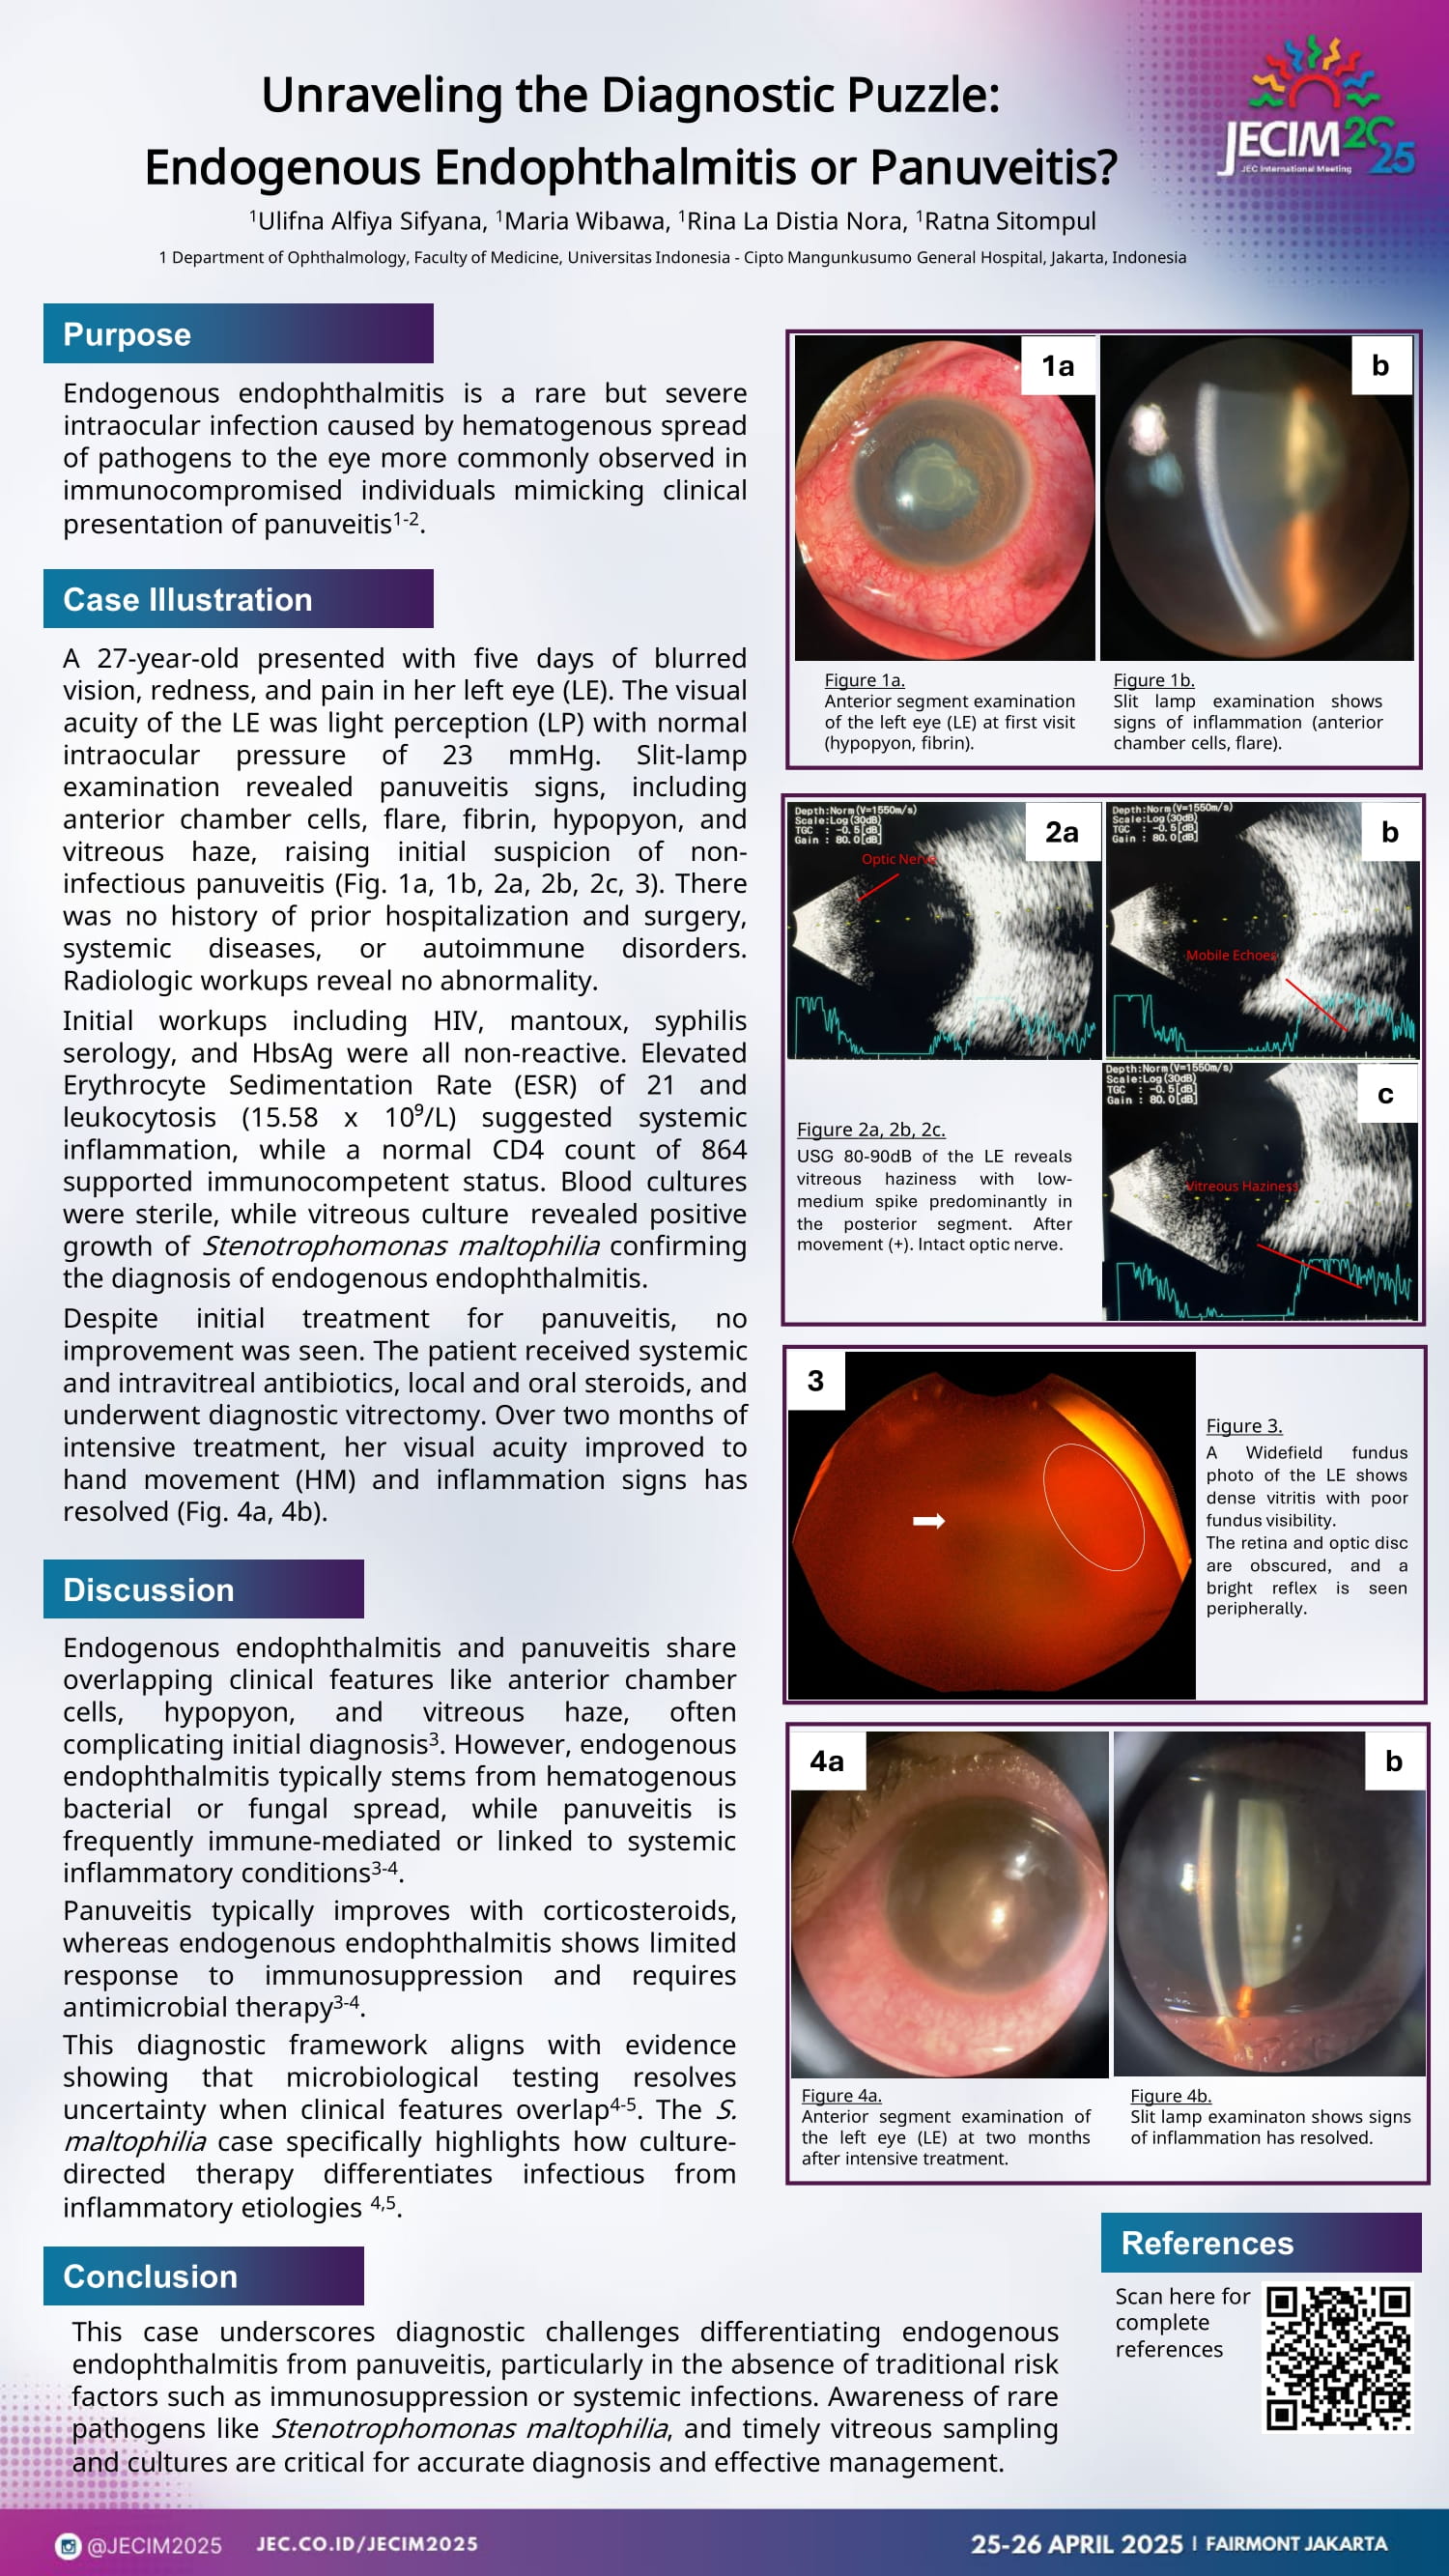 Unraveling the Diagnostic Puzzle:
Endogenous Endophthalmitis or Panuveitis?
JECIM 2025
JEC International Meeting
¹Ulifna Alfiya Sifyana, ¹Maria Wibawa, ¹Rina La Distia Nora, ¹Ratna Sitompul
1 Department of Ophthalmology, Faculty of Medicine, Universitas Indonesia - Cipto Mangunkusumo General Hospital, Jakarta, Indonesia
Purpose
Endogenous endophthalmitis is a rare but severe
intraocular infection caused by hematogenous spread
of pathogens to the eye more commonly observed in
immunocompromised individuals mimicking clinical
presentation of panuveitis¹⁻².
Case Illustration
A 27-year-old presented with five days of blurred
vision, redness, and pain in her left eye (LE). The visual
acuity of the LE was light perception (LP) with normal
intraocular pressure of 23 mmHg. Slit-lamp
examination revealed panuveitis signs, including
anterior chamber cells, flare, fibrin, hypopyon, and
vitreous haze, raising initial suspicion of non-
infectious panuveitis (Fig. 1a, 1b, 2a, 2b, 2c, 3). There
was no history of prior hospitalization and surgery,
systemic diseases, or autoimmune disorders.
Radiologic workups reveal no abnormality.
Initial workups including HIV, mantoux, syphilis
serology, and HbsAg were all non-reactive. Elevated
Erythrocyte Sedimentation Rate (ESR) of 21 and
leukocytosis (15.58 x 10⁹/L) suggested systemic
inflammation, while a normal CD4 count of 864
supported immunocompetent status. Blood cultures
were sterile, while vitreous culture revealed positive
growth of Stenotrophomonas maltophilia confirming
the diagnosis of endogenous endophthalmitis.
Despite initial treatment for panuveitis, no
improvement was seen. The patient received systemic
and intravitreal antibiotics, local and oral steroids, and
underwent diagnostic vitrectomy. Over two months of
intensive treatment, her visual acuity improved to
hand movement (HM) and inflammation signs has
resolved (Fig. 4a, 4b).
Discussion
Endogenous endophthalmitis and panuveitis share
overlapping clinical features like anterior chamber
cells, hypopyon, and vitreous haze, often
complicating initial diagnosis³. However, endogenous
endophthalmitis typically stems from hematogenous
bacterial or fungal spread, while panuveitis is
frequently immune-mediated or linked to systemic
inflammatory conditions³⁻⁴.
Panuveitis typically improves with corticosteroids,
whereas endogenous endophthalmitis shows limited
response to immunosuppression and requires
antimicrobial therapy³⁻⁴.
This diagnostic framework aligns with evidence
showing that microbiological testing resolves
uncertainty when clinical features overlap⁴⁻⁵. The S.
maltophilia case specifically highlights how culture-
directed therapy differentiates infectious from
inflammatory etiologies ⁴,⁵.
Conclusion
This case underscores diagnostic challenges differentiating endogenous
endophthalmitis from panuveitis, particularly in the absence of traditional risk
factors such as immunosuppression or systemic infections. Awareness of rare
pathogens like Stenotrophomonas maltophilia, and timely vitreous sampling
and cultures are critical for accurate diagnosis and effective management.
1a
b
Figure 1a.
Anterior segment examination
of the left eye (LE) at first visit
(hypopyon, fibrin).
Figure 1b.
Slit lamp examination shows
signs of inflammation (anterior
chamber cells, flare).
Depth:Norm(V=1550m/s)
Scale:Log(30dB)
TGC : -0.5[dB]
Gain : 80.0[dB]
Optic Nerve
2a
Depth:Norm(V=1550m/s)
Scale:Log(30dB)
TGC : -0.5[dB]
Gain : 80.0[dB]
Mobile Echoes
b
Depth:Norm(V=1550m/s)
Scale:Log(30dB)
TGC : -0.5[dB]
Gain : 80.0[dB]
Vitreous Haziness
c
Figure 2a, 2b, 2c.
USG 80-90dB of the LE reveals
vitreous haziness with low-
medium spike predominantly in
the posterior segment. After
movement (+). Intact optic nerve.
3
Figure 3.
A Widefield fundus
photo of the LE shows
dense vitritis with poor
fundus visibility.
The retina and optic disc
are obscured, and a
bright reflex is seen
peripherally.
4a
b
Figure 4a.
Anterior segment examination of
the left eye (LE) at two months
after intensive treatment.
Figure 4b.
Slit lamp examinaton shows signs
of inflammation has resolved.
References
Scan here for
complete
references
@JECIM2025
JEC.CO.ID/JECIM2025
25-26 APRIL 2025 | FAIRMONT JAKARTA